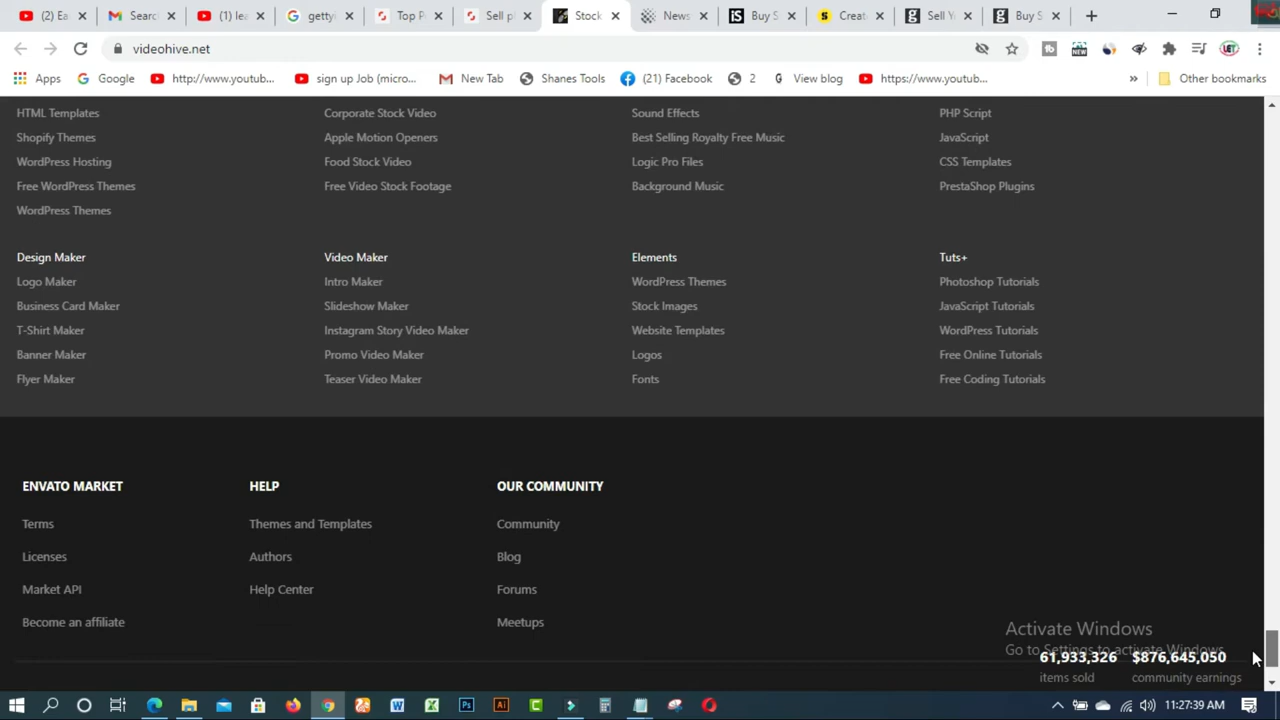 (2) Ea
Searc
(1) lea
getty
Top P
Sell p
Stock
News
Buy S
Creat
Sell Y
Buy S
videohive.net
Apps
Google
http://www.youtub...
sign up Job (micro...
New Tab
Shanes Tools
(21) Facebook
2
View blog
https://www.youtub...
»
Other bookmarks
HTML Templates
Corporate Stock Video
Sound Effects
PHP Script
Shopify Themes
Apple Motion Openers
Best Selling Royalty Free Music
JavaScript
WordPress Hosting
Food Stock Video
Logic Pro Files
CSS Templates
Free WordPress Themes
Free Video Stock Footage
Background Music
PrestaShop Plugins
WordPress Themes
Design Maker
Video Maker
Elements
Tuts+
Logo Maker
Intro Maker
WordPress Themes
Photoshop Tutorials
Business Card Maker
Slideshow Maker
Stock Images
JavaScript Tutorials
T-Shirt Maker
Instagram Story Video Maker
Website Templates
WordPress Tutorials
Banner Maker
Promo Video Maker
Logos
Free Online Tutorials
Flyer Maker
Teaser Video Maker
Fonts
Free Coding Tutorials
ENVATO MARKET
HELP
OUR COMMUNITY
Terms
Themes and Templates
Community
Licenses
Authors
Blog
Market API
Help Center
Forums
Become an affiliate
Meetups
Activate Windows
Go to Settings to activate Windows.
61,933,326
$876,645,050
items sold
community earnings
11:27:39 AM